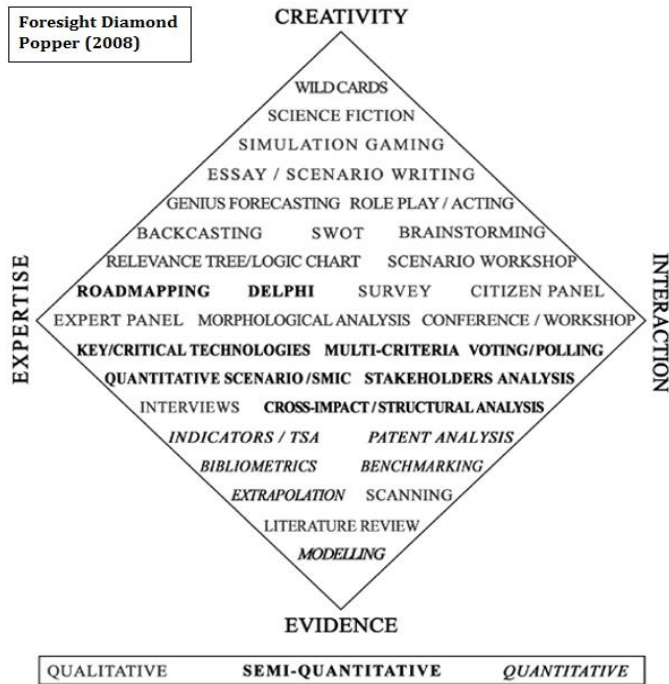 Foresight Diamond
Popper (2008)
CREATIVITY
WILD CARDS
SCIENCE FICTION
SIMULATION GAMING
ESSAY / SCENARIO WRITING
GENIUS FORECASTING ROLE PLAY / ACTING
BACKCASTING SWOT BRAINSTORMING
RELEVANCE TREE/LOGIC CHART SCENARIO WORKSHOP
ROADMAPPING DELPHI SURVEY CITIZEN PANEL
EXPERT PANEL MORPHOLOGICAL ANALYSIS CONFERENCE / WORKSHOP
KEY/CRITICAL TECHNOLOGIES MULTI-CRITERIA VOTING/POLLING
QUANTITATIVE SCENARIO/SMIC STAKEHOLDERS ANALYSIS
INTERVIEWS CROSS-IMPACT/STRUCTURAL ANALYSIS
INDICATORS / TSA PATENT ANALYSIS
BIBLIOMETRICS BENCHMARKING
EXTRAPOLATION SCANNING
LITERATURE REVIEW
MODELLING
EXPERTISE
INTERACTION
EVIDENCE
QUALITATIVE SEMI-QUANTITATIVE QUANTITATIVE